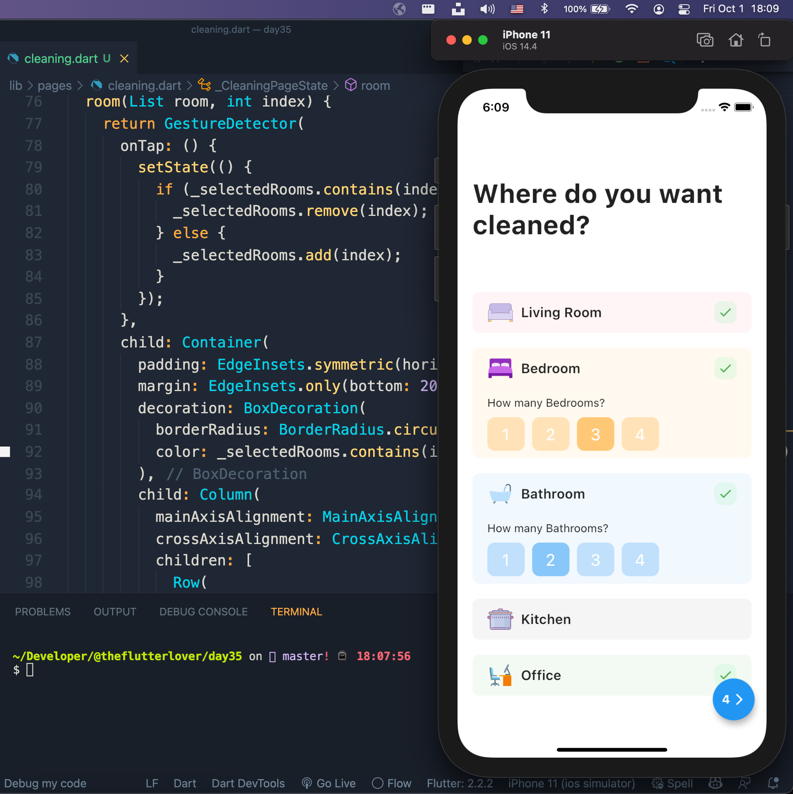 100%
Fri Oct 1 18:09
cleaning.dart — day35
cleaning.dart U
lib > pages > cleaning.dart > _CleaningPageState > room
76 room(List room, int index) {
77 return GestureDetector(
78 onTap: () {
79 setState(() {
80 if (_selectedRooms.contains(inde
81 _selectedRooms.remove(index);
82 } else {
83 _selectedRooms.add(index);
84 }
85 });
86 },
87 child: Container(
88 padding: EdgeInsets.symmetric(hori
89 margin: EdgeInsets.only(bottom: 20
90 decoration: BoxDecoration(
91 borderRadius: BorderRadius.circu
92 color: _selectedRooms.contains(i
93 ), // BoxDecoration
94 child: Column(
95 mainAxisAlignment: MainAxisAlign
96 crossAxisAlignment: CrossAxisAli
97 children: [
98 Row(
PROBLEMS OUTPUT DEBUG CONSOLE TERMINAL
~/Developer/@theflutterlover/day35 on master! 18:07:56
$
Debug my code LF Dart Dart DevTools Go Live Flow Flutter: 2.2.2 iPhone 11 (ios simulator) Spell
iPhone 11
iOS 14.4
6:09
Where do you want
cleaned?
Living Room
Bedroom
How many Bedrooms?
1 2 3 4
Bathroom
How many Bathrooms?
1 2 3 4
Kitchen
Office
4 >